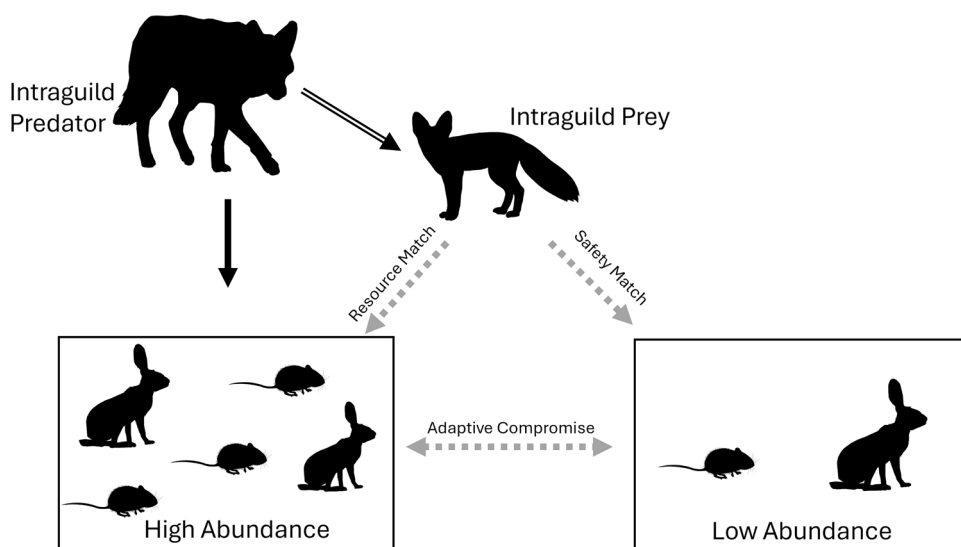 Intraguild
Predator
Intraguild Prey
Resource Match
Safety Match
Adaptive Compromise
High Abundance
Low Abundance